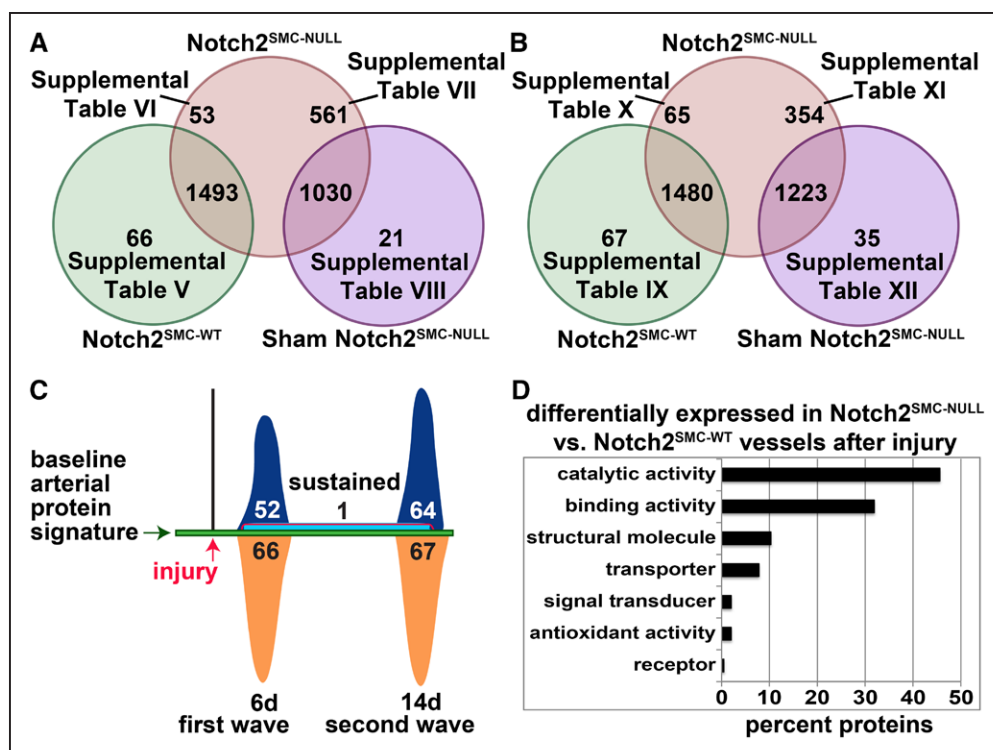 A
Notch2SMC-NULL
Supplemental
Table VI
Supplemental
Table VII
53
561
1493
1030
66
Supplemental
Table V
21
Supplemental
Table VIII
Notch2SMC-WT
Sham Notch2SMC-NULL
B
Notch2SMC-NULL
Supplemental
Table X
Supplemental
Table XI
65
354
1480
1223
67
Supplemental
Table IX
35
Supplemental
Table XII
Notch2SMC-WT
Sham Notch2SMC-NULL
C
baseline
arterial
protein
signature
injury
sustained
52
1
64
66
67
6d
first wave
14d
second wave
D
differentially expressed in Notch2SMC-NULL
vs. Notch2SMC-WT vessels after injury
catalytic activity
binding activity
structural molecule
transporter
signal transducer
antioxidant activity
receptor
0 10 20 30 40 50
percent proteins